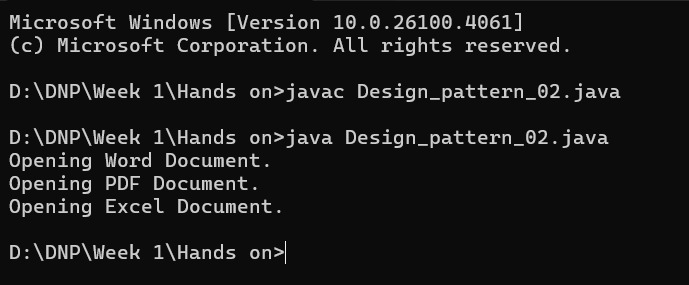 Microsoft Windows [Version 10.0.26100.4061]
(c) Microsoft Corporation. All rights reserved.
D:\DNP\Week 1\Hands on>javac Design_pattern_02.java
D:\DNP\Week 1\Hands on>java Design_pattern_02.java
Opening Word Document.
Opening PDF Document.
Opening Excel Document.
D:\DNP\Week 1\Hands on>